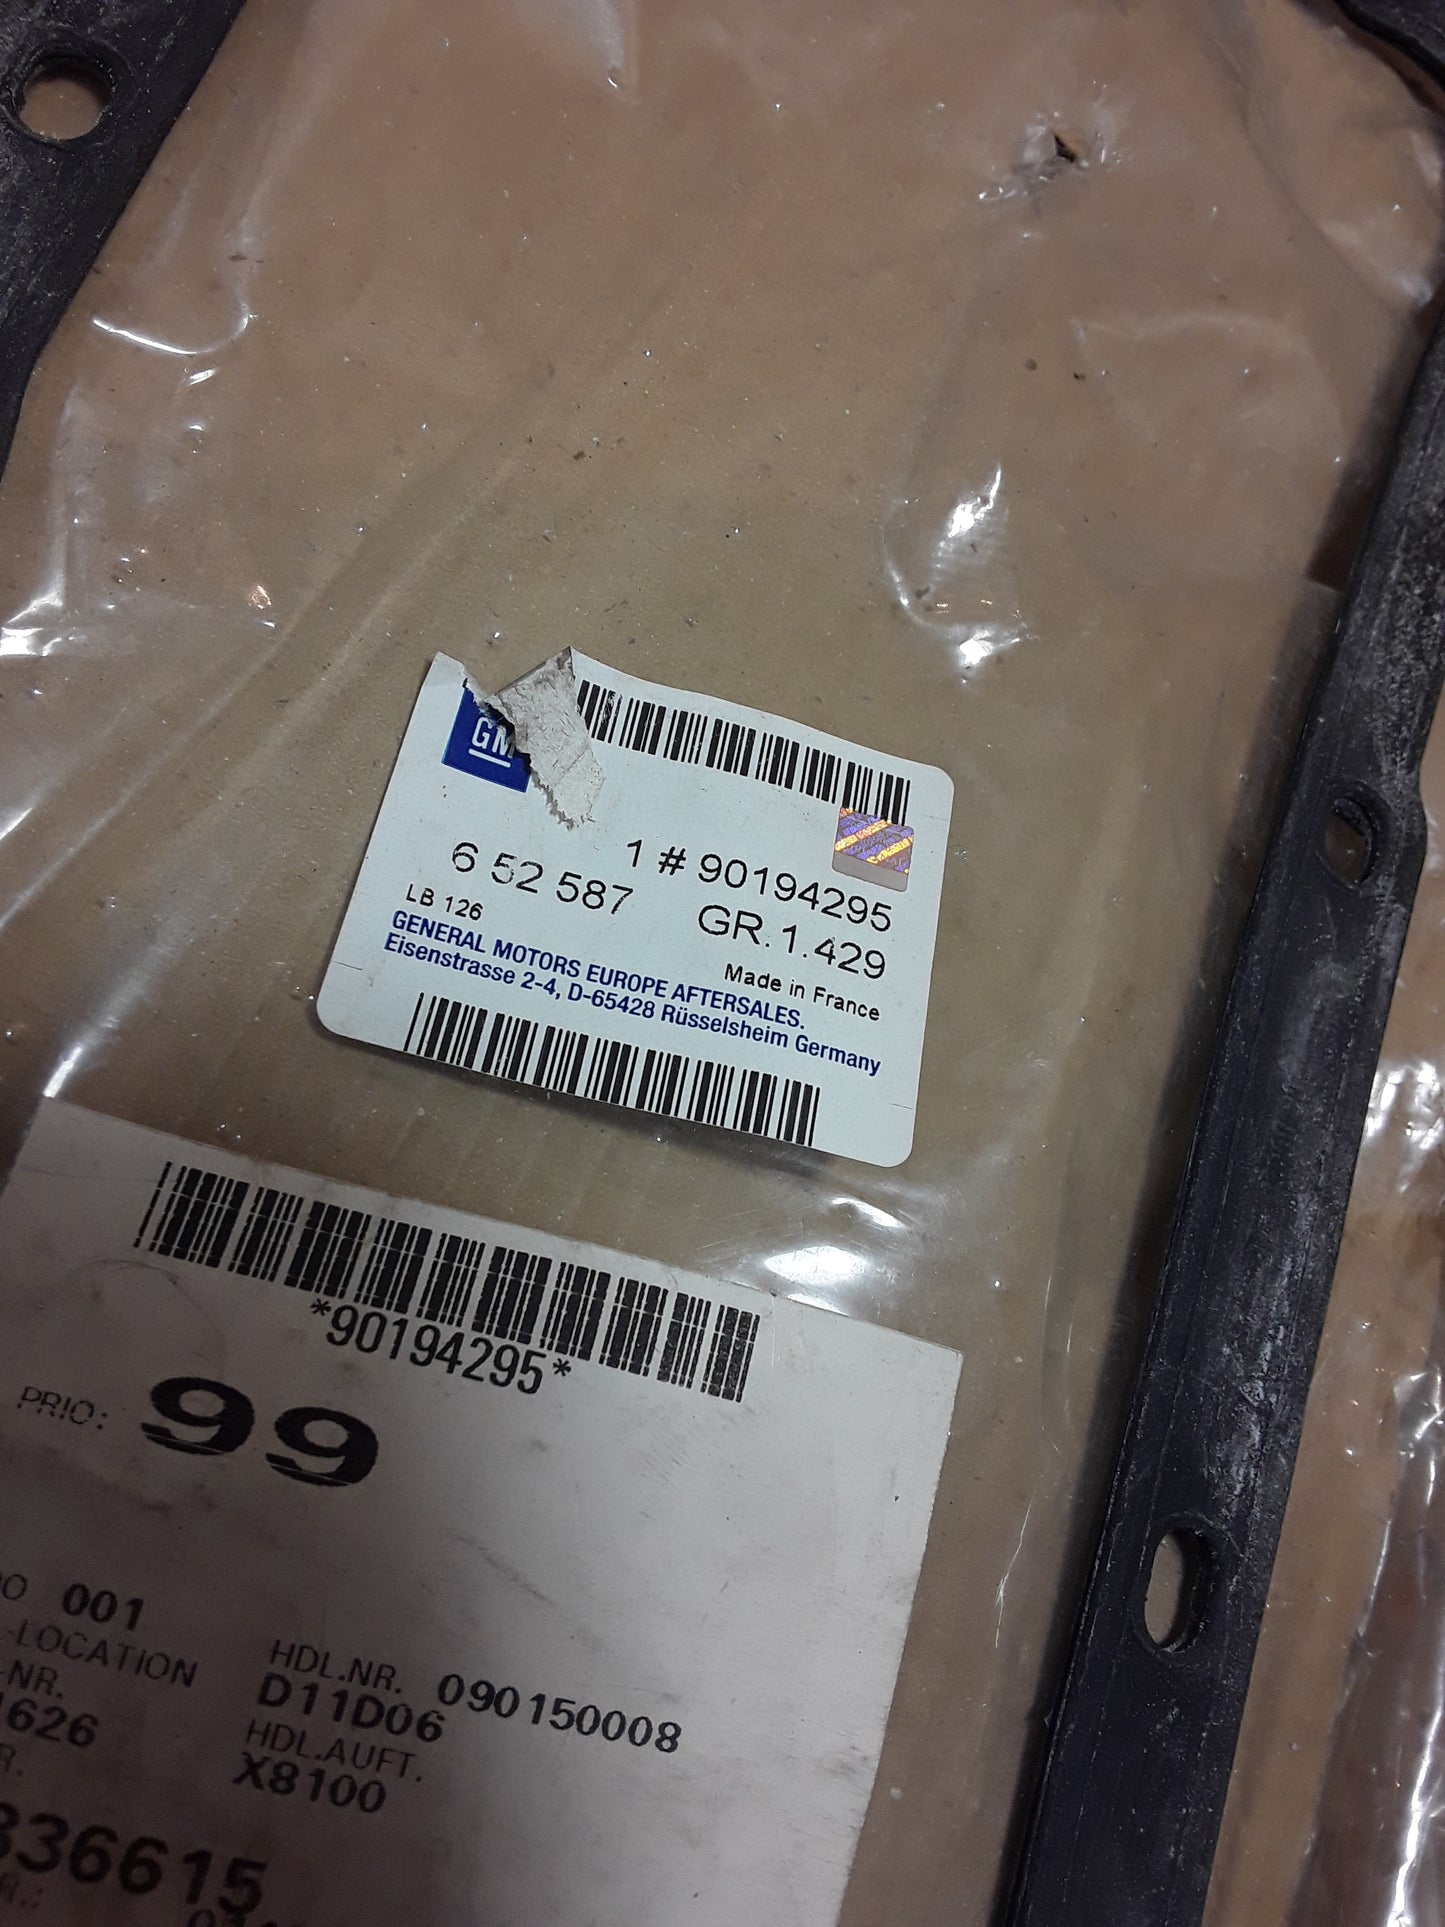 GM
1 # 90194295
6 52 587
GR. 1.429
LB 126
Made in France
GENERAL MOTORS EUROPE AFTERSALES.
Eisenstrasse 2-4, D-65428 Rüsselsheim Germany
*90194295*
PRIO: 99
001
-LOCATION
HDL.NR. 090150008
-NR.
D11D06
1626
HDL.AUFT.
R.
X8100
336615